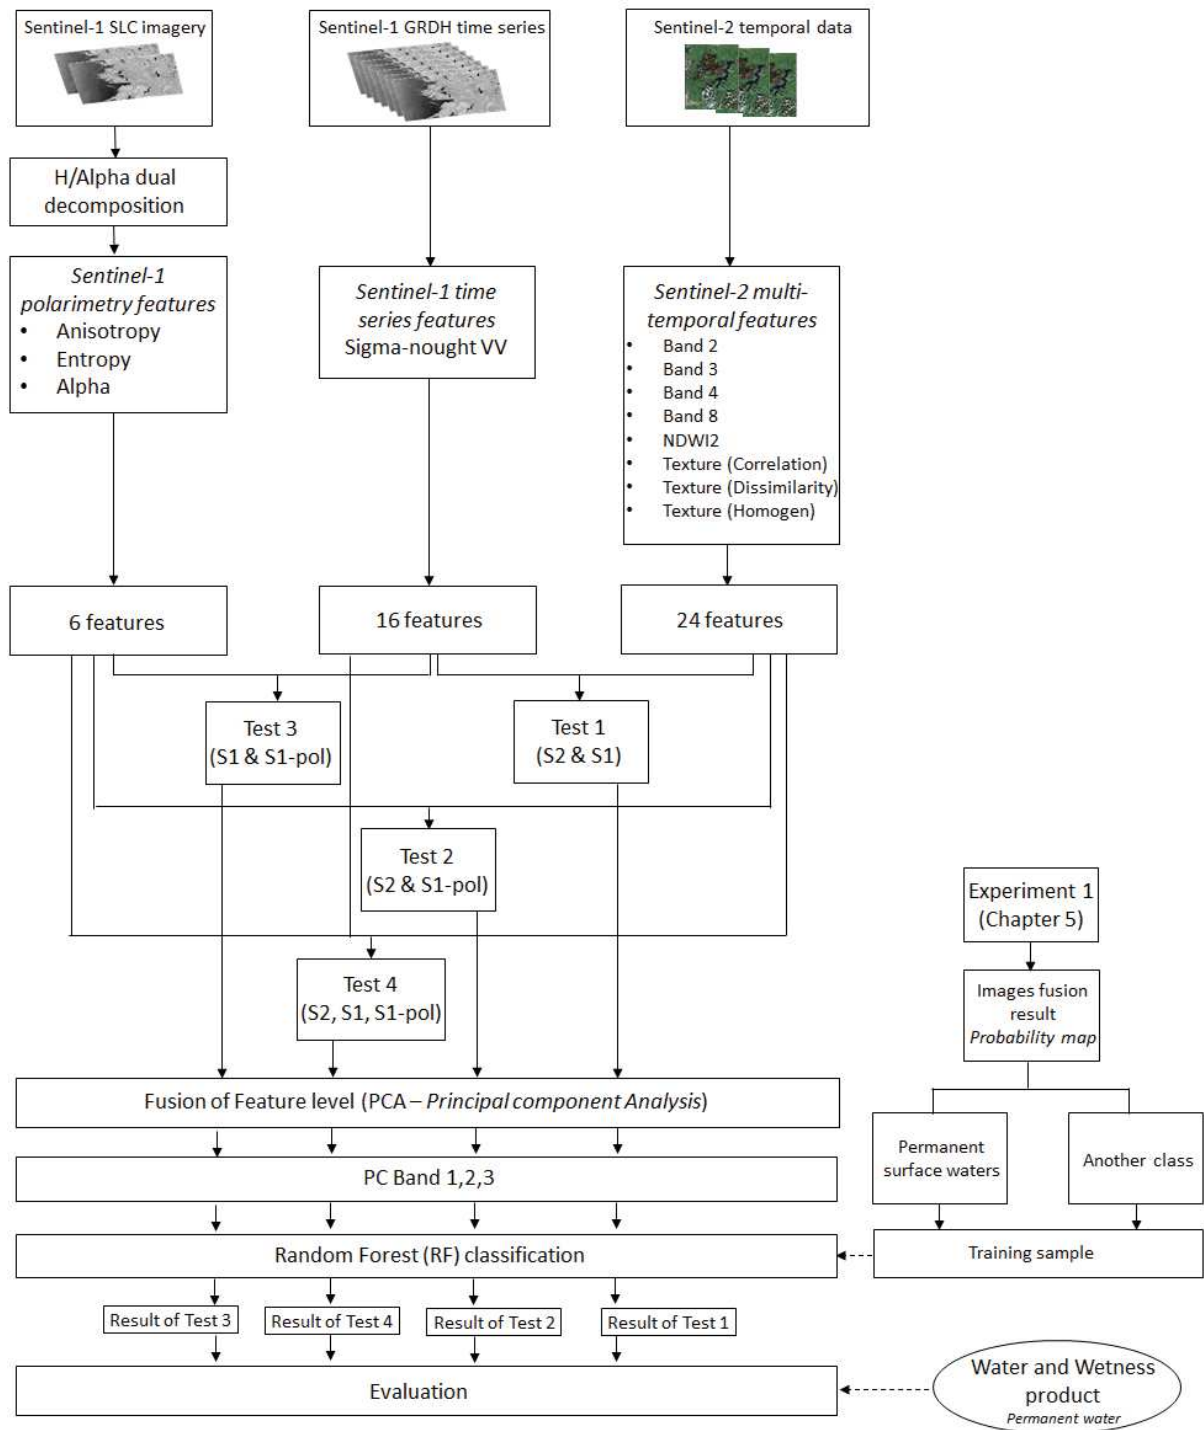 Sentinel-1 SLC imagery
Sentinel-1 GRDH time series
Sentinel-2 temporal data
H/Alpha dual
decomposition
Sentinel-1
polarimetry features
• Anisotropy
• Entropy
• Alpha
Sentinel-1 time
series features
Sigma-nought VV
Sentinel-2 multi-
temporal features
• Band 2
• Band 3
• Band 4
• Band 8
• NDWI2
• Texture (Correlation)
• Texture (Dissimilarity)
• Texture (Homogen)
6 features
16 features
24 features
Test 3
(S1 & S1-pol)
Test 1
(S2 & S1)
Test 2
(S2 & S1-pol)
Test 4
(S2, S1, S1-pol)
Experiment 1
(Chapter 5)
Images fusion
result
Probability map
Fusion of Feature level (PCA – Principal component Analysis)
Permanent
surface waters
Another class
PC Band 1,2,3
Random Forest (RF) classification
Training sample
Result of Test 3
Result of Test 4
Result of Test 2
Result of Test 1
Evaluation
Water and Wetness
product
Permanent water